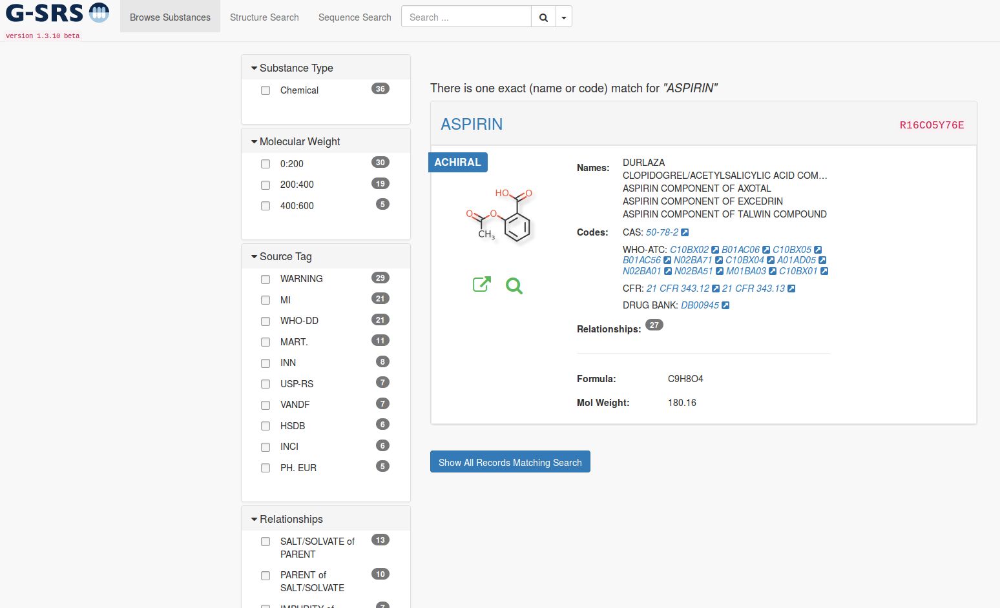 G-SRS
version 1.3.10 beta
Browse Substances
Structure Search
Sequence Search
Search ...
Substance Type
Chemical 36
Molecular Weight
0:200 30
200:400 19
400:600 5
Source Tag
WARNING 29
MI 21
WHO-DD 21
MART. 11
INN 8
USP-RS 7
VANDF 7
HSDB 6
INCI 6
PH. EUR 5
Relationships
SALT/SOLVATE of 13
PARENT
PARENT of 10
SALT/SOLVATE
IMPURITY of 7
There is one exact (name or code) match for "ASPIRIN"
ASPIRIN
R16CO5Y76E
ACHIRAL
HO
O
O
O
CH3
Names:
DURLAZA
CLOPIDOGREL/ACETYLSALICYLIC ACID COM...
ASPIRIN COMPONENT OF AXOTAL
ASPIRIN COMPONENT OF EXCEDRIN
ASPIRIN COMPONENT OF TALWIN COMPOUND
Codes:
CAS: 50-78-2
WHO-ATC: C10BX02 B01AC06 C10BX05
B01AC56 N02BA71 C10BX04 A01AD05
N02BA01 N02BA51 M01BA03 C10BX01
CFR: 21 CFR 343.12 21 CFR 343.13
DRUG BANK: DB00945
Relationships: 27
Formula: C9H8O4
Mol Weight: 180.16
Show All Records Matching Search